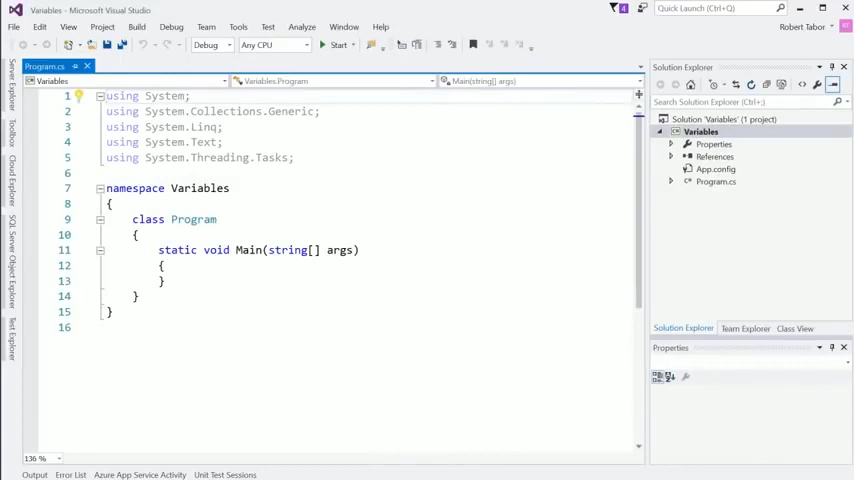 Variables - Microsoft Visual Studio
4
Quick Launch (Ctrl+Q)
File Edit View Project Build Debug Team Tools Test Analyze Window Help
Robert Tabor
Debug Any CPU Start
Program.cs
Variables Variables.Program Main(string[] args)
Server Explorer
Toolbox
Cloud Explorer
SQL Server Object Explorer
Test Explorer
1 using System;
2 using System.Collections.Generic;
3 using System.Linq;
4 using System.Text;
5 using System.Threading.Tasks;
6
7 namespace Variables
8 {
9 class Program
10 {
11 static void Main(string[] args)
12 {
13 }
14 }
15 }
16
136 %
Solution Explorer
Search Solution Explorer (Ctrl+;)
Solution 'Variables' (1 project)
Variables
Properties
References
App.config
Program.cs
Solution Explorer Team Explorer Class View
Properties
Output Error List Azure App Service Activity Unit Test Sessions